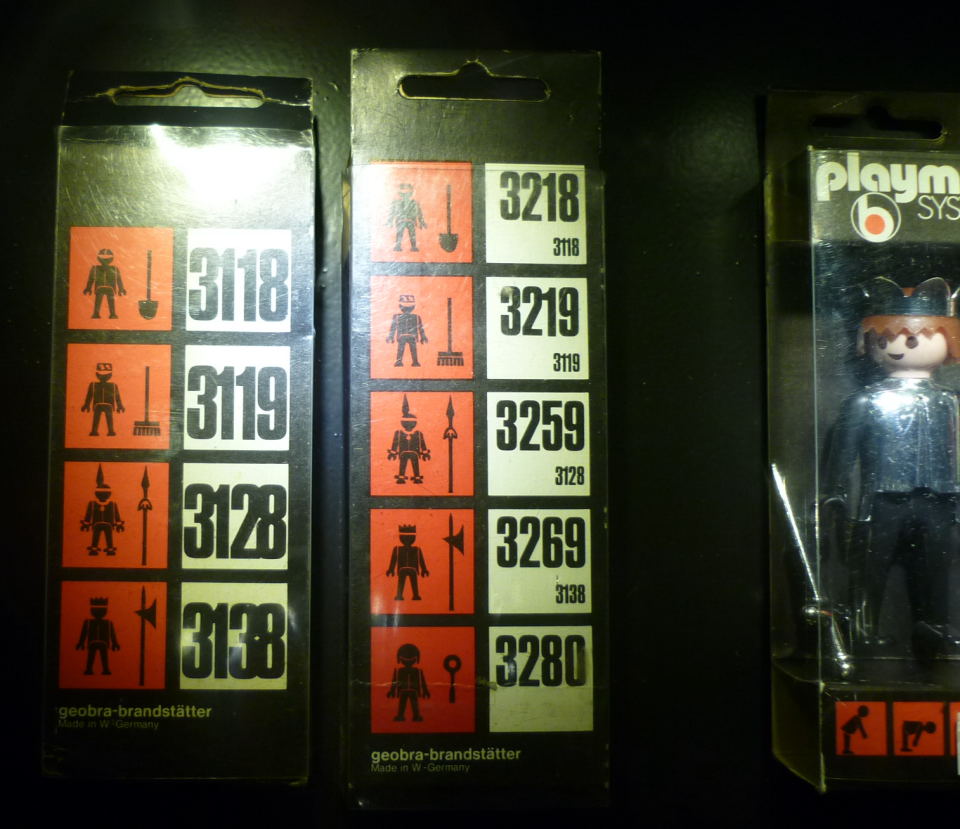 3118
3119
3128
3138
geobra-brandstätter
Made in W-Germany
3218
3118
3219
3119
3259
3128
3269
3138
3280
geobra-brandstätter
Made in W-Germany
playm
SYS